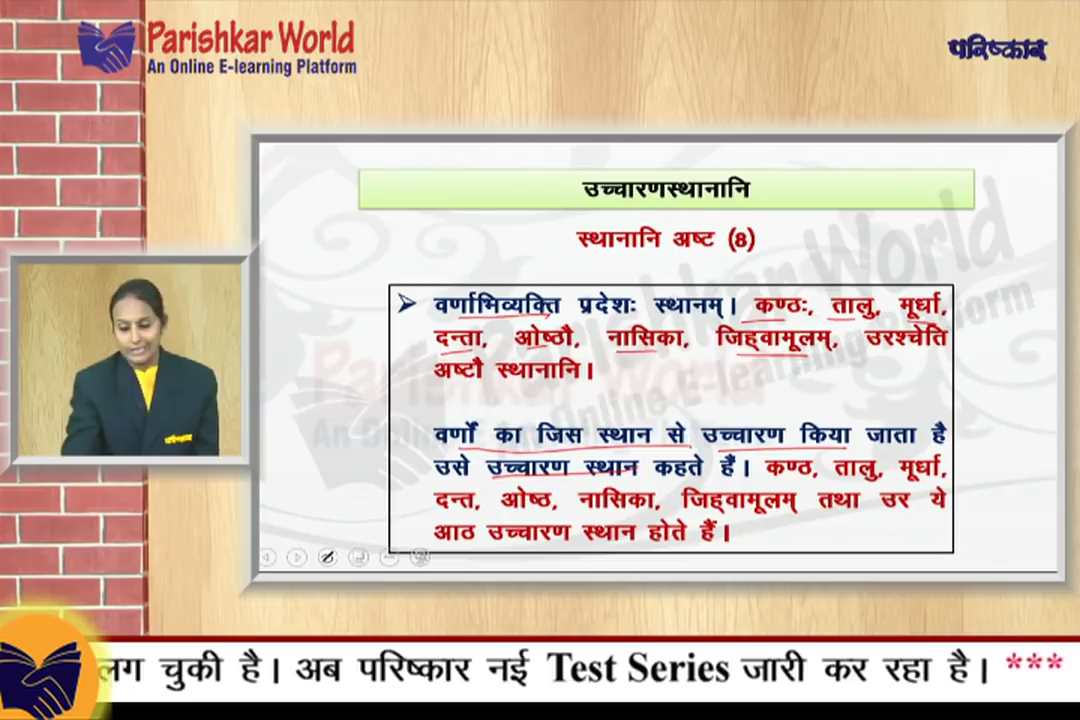 Parishkar World
An Online E-learning Platform
परिष्कार
उच्चारणस्थानानि
स्थानानि अष्ट (8)
वर्णाभिव्यक्ति प्रदेशः स्थानम्। कण्ठः, तालु, मूर्धा,
दन्ता, ओष्ठौ, नासिका, जिह्वामूलम्, उरश्चेति
अष्टौ स्थानानि।
वर्णों का जिस स्थान से उच्चारण किया जाता है
उसे उच्चारण स्थान कहते हैं। कण्ठ, तालु, मूर्धा,
दन्त, ओष्ठ, नासिका, जिह्वामूलम् तथा उर ये
आठ उच्चारण स्थान होते हैं।
लग चुकी है। अब परिष्कार नई Test Series जारी कर रहा है। ***